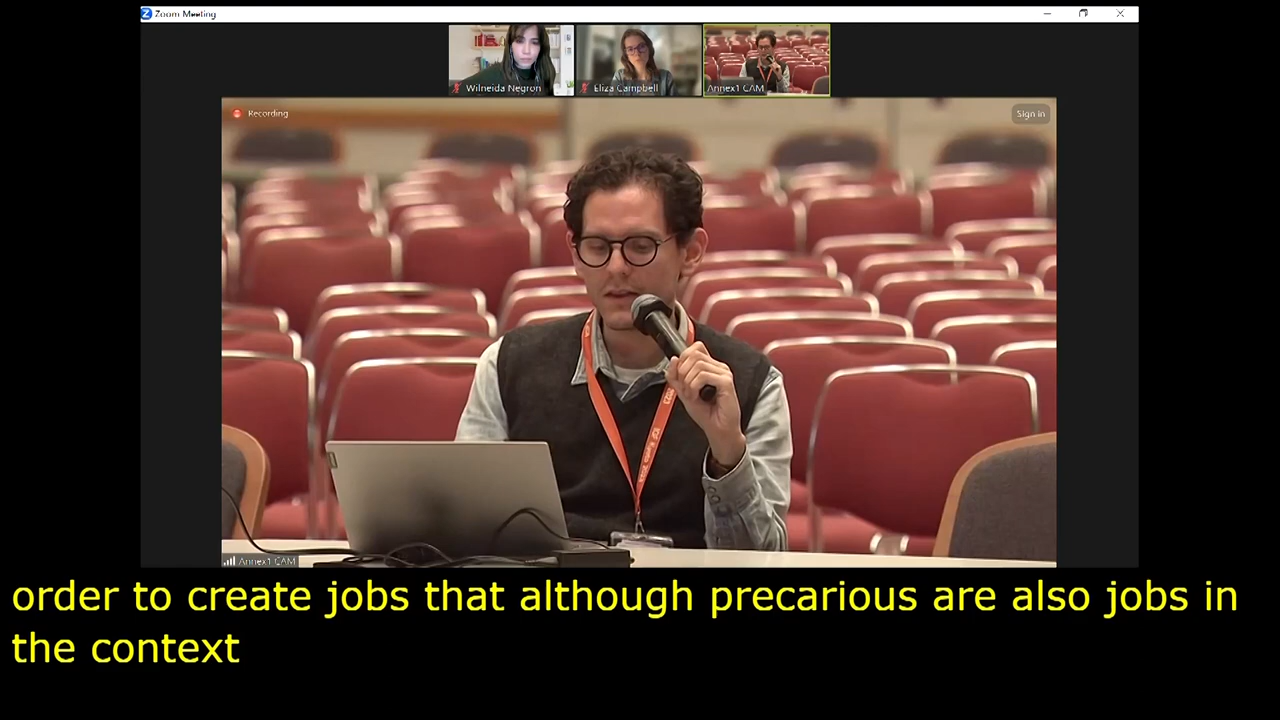 Zoom Meeting
Wilneida Negron
Eliza Campbell
Annex1 CAM
Recording
Sign in
Annex1 CAM
order to create jobs that although precarious are also jobs in
the context